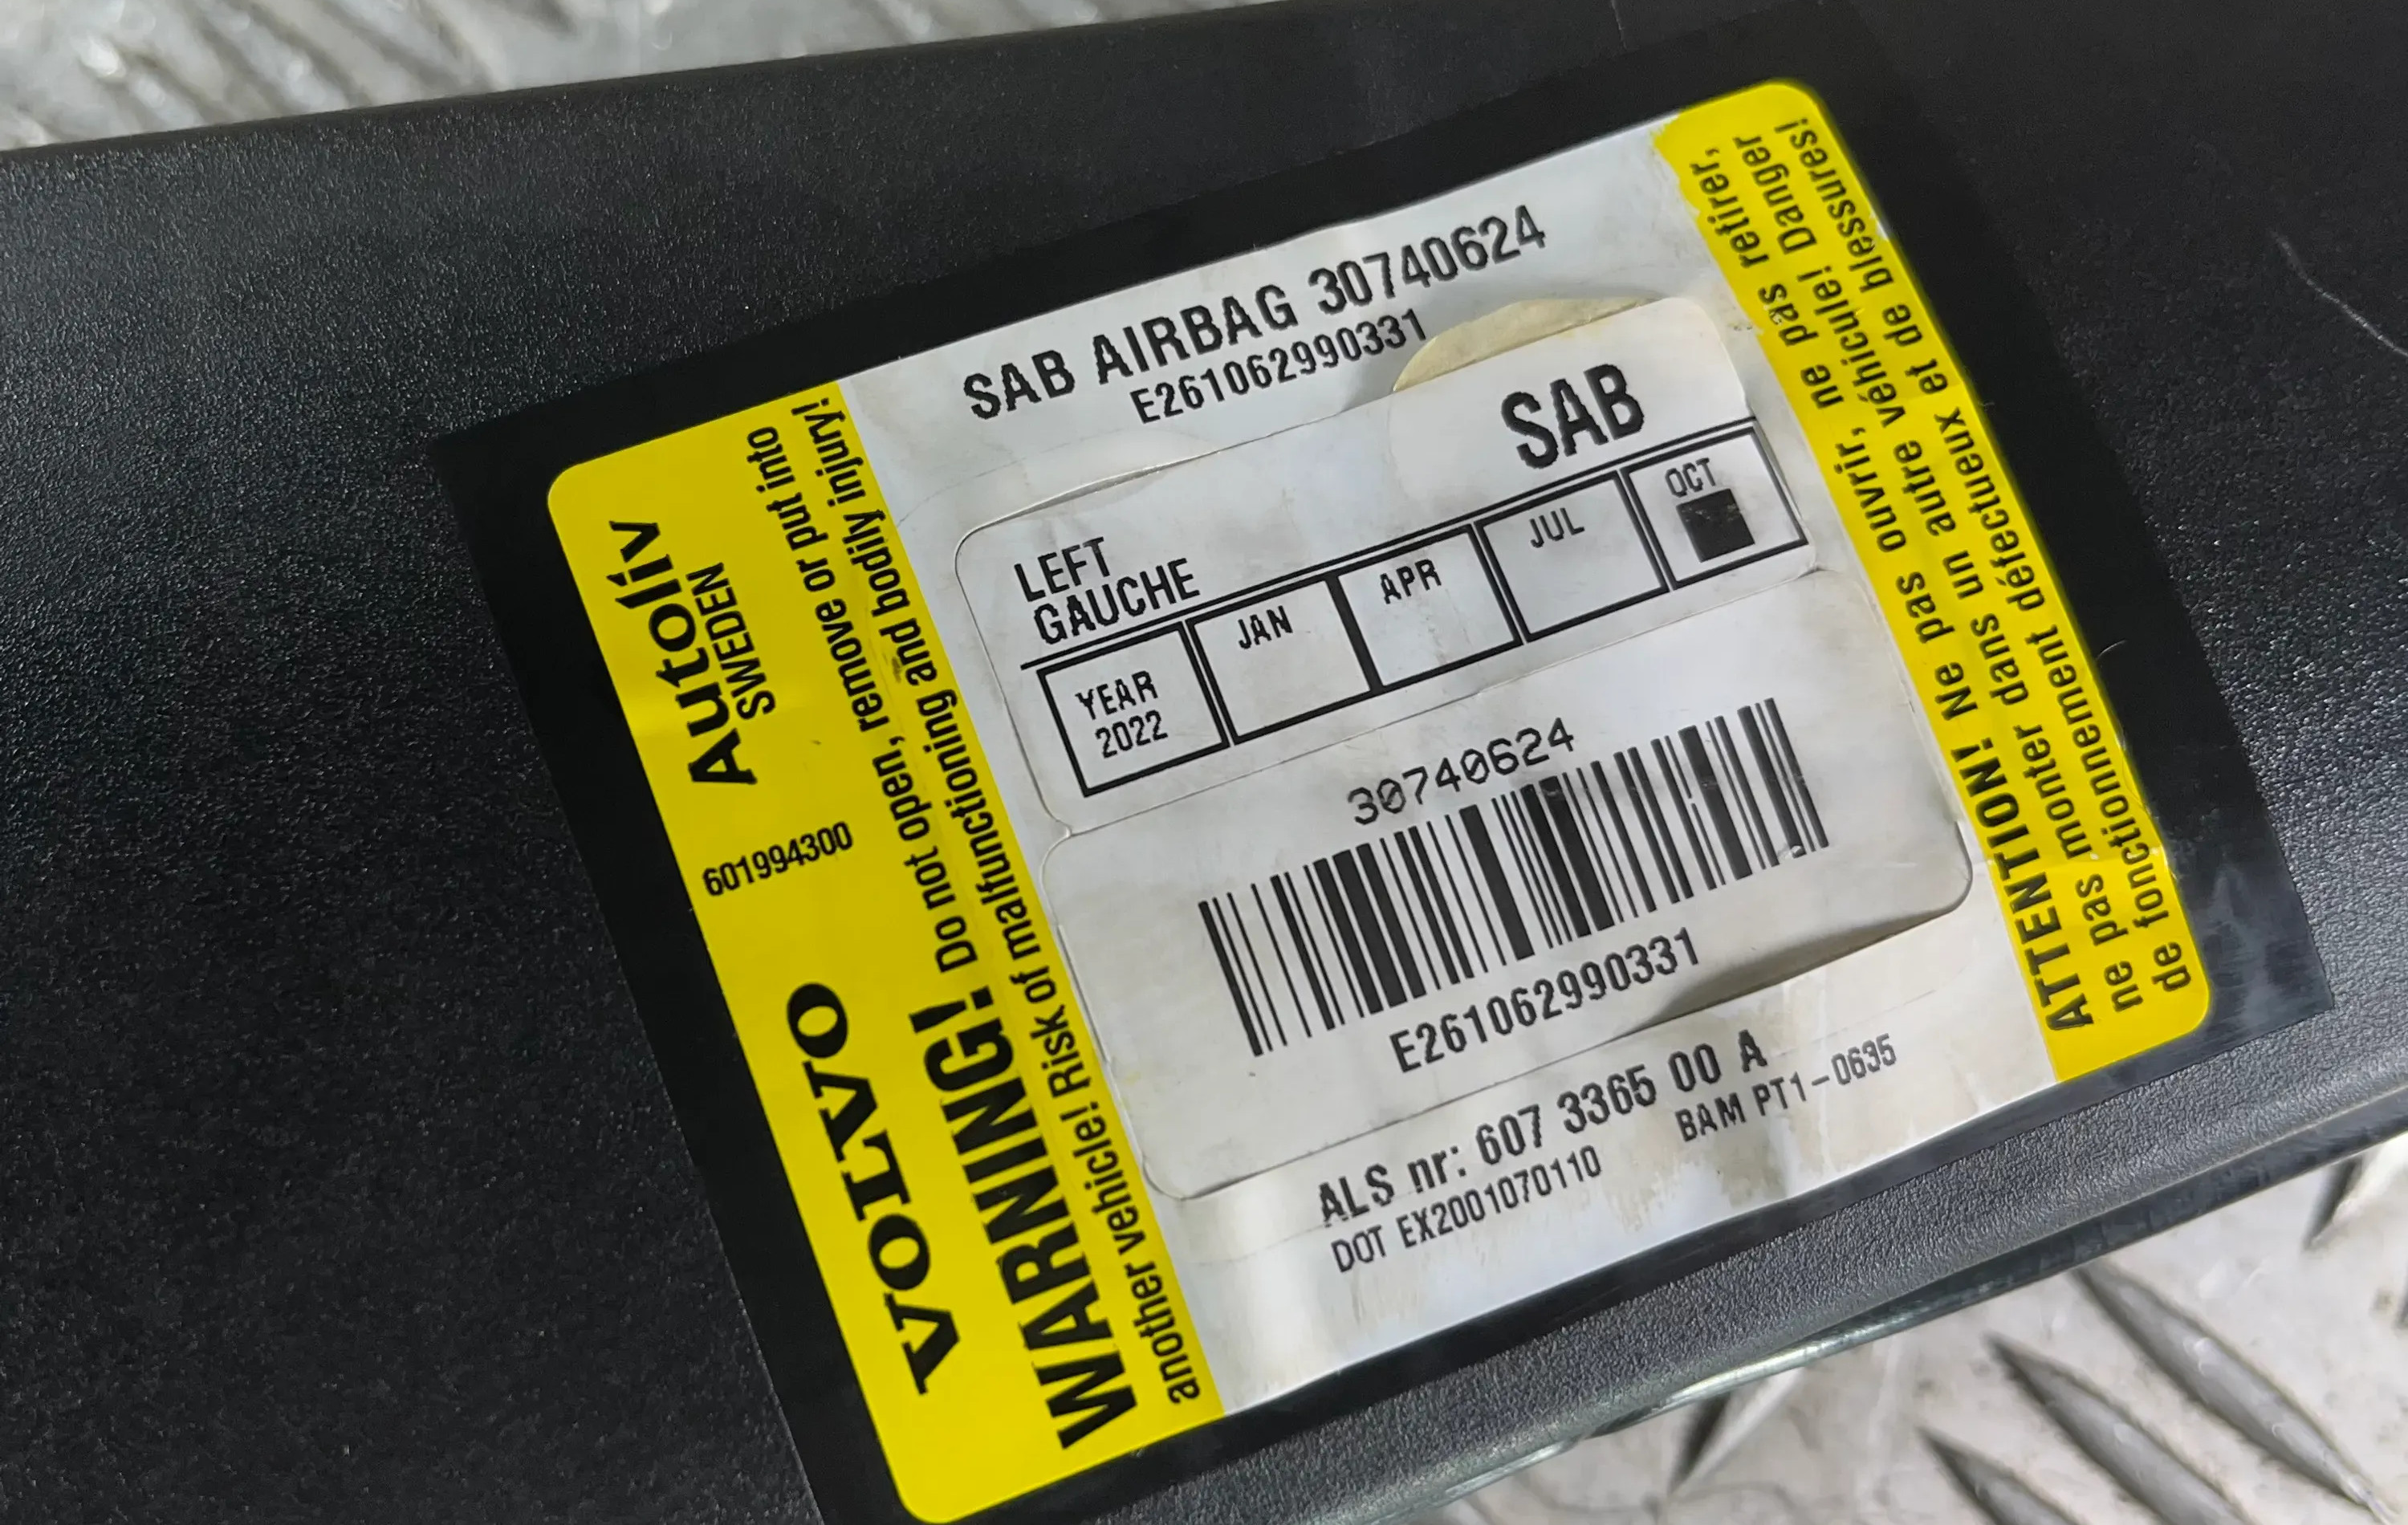 VOLVO
601994300
Autoliv
SWEDEN
WARNING! Do not open, remove or put into
another vehicle! Risk of malfunctioning and bodily injury!
SAB AIRBAG 30740624
E261062990331
SAB
LEFT
GAUCHE
YEAR
2022
JAN
APR
JUL
OCT
30740624
E261062990331
ALS nr: 607 3365 00 A
DOT EX2001070110
BAM PT1-0635
ATTENTION! Ne pas ouvrir, ne pas retirer,
ne pas monter dans un autre véhicule! Danger
de fonctionnement défectueux et de blessures!